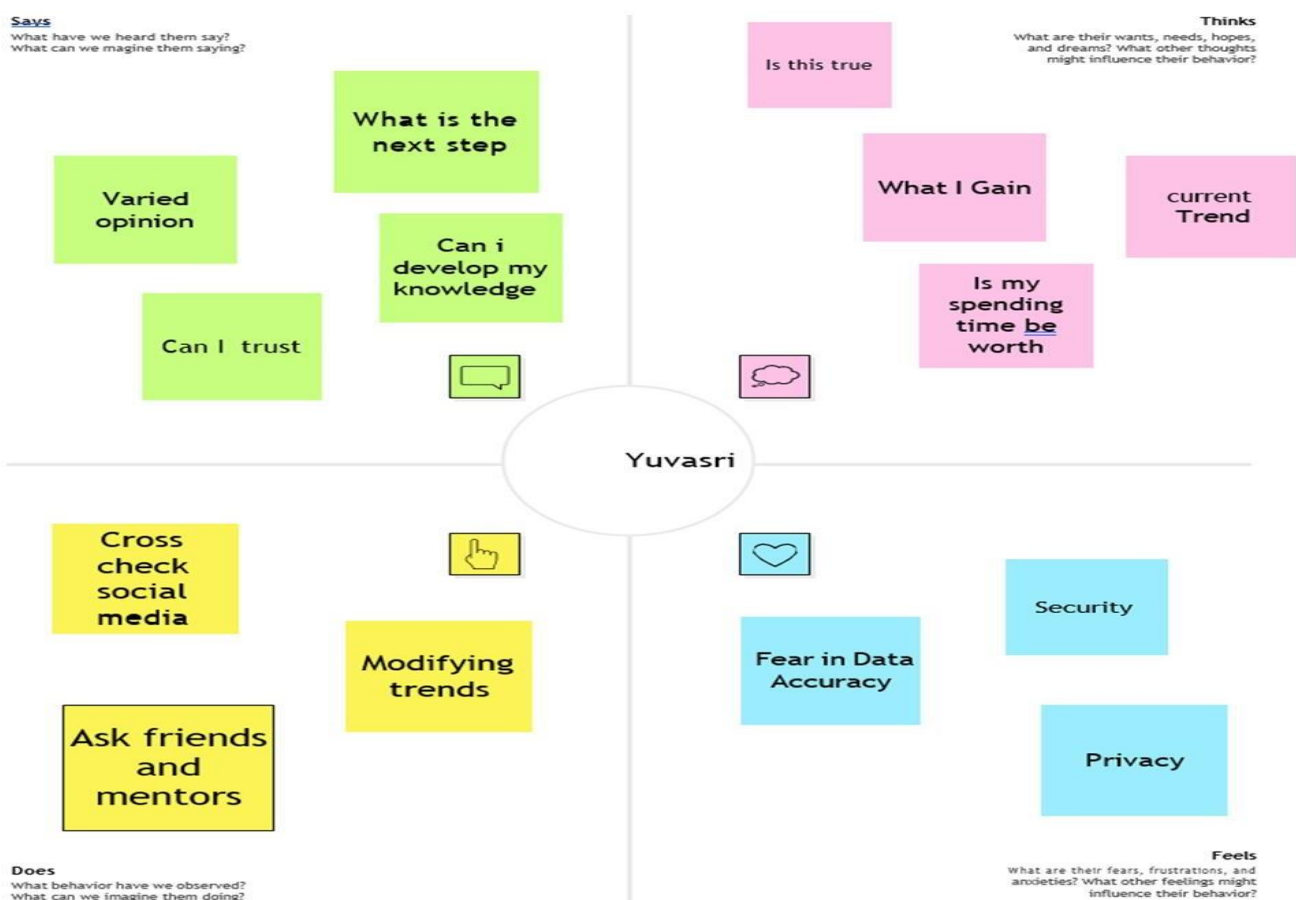 Says
What have we heard them say?
What can we magine them saying?
What is the
next step
Varied
opinion
Can i
develop my
knowledge
Can I trust
Thinks
What are their wants, needs, hopes,
and dreams? What other thoughts
might influence their behavior?
Is this true
What I Gain
current
Trend
Is my
spending
time be
worth
Yuvasri
Cross
check
social
media
Modifying
trends
Ask friends
and
mentors
Does
What behavior have we observed?
What can we imagine them doing?
Security
Fear in Data
Accuracy
Privacy
Feels
What are their fears, frustrations, and
anxieties? What other feelings might
influence their behavior?